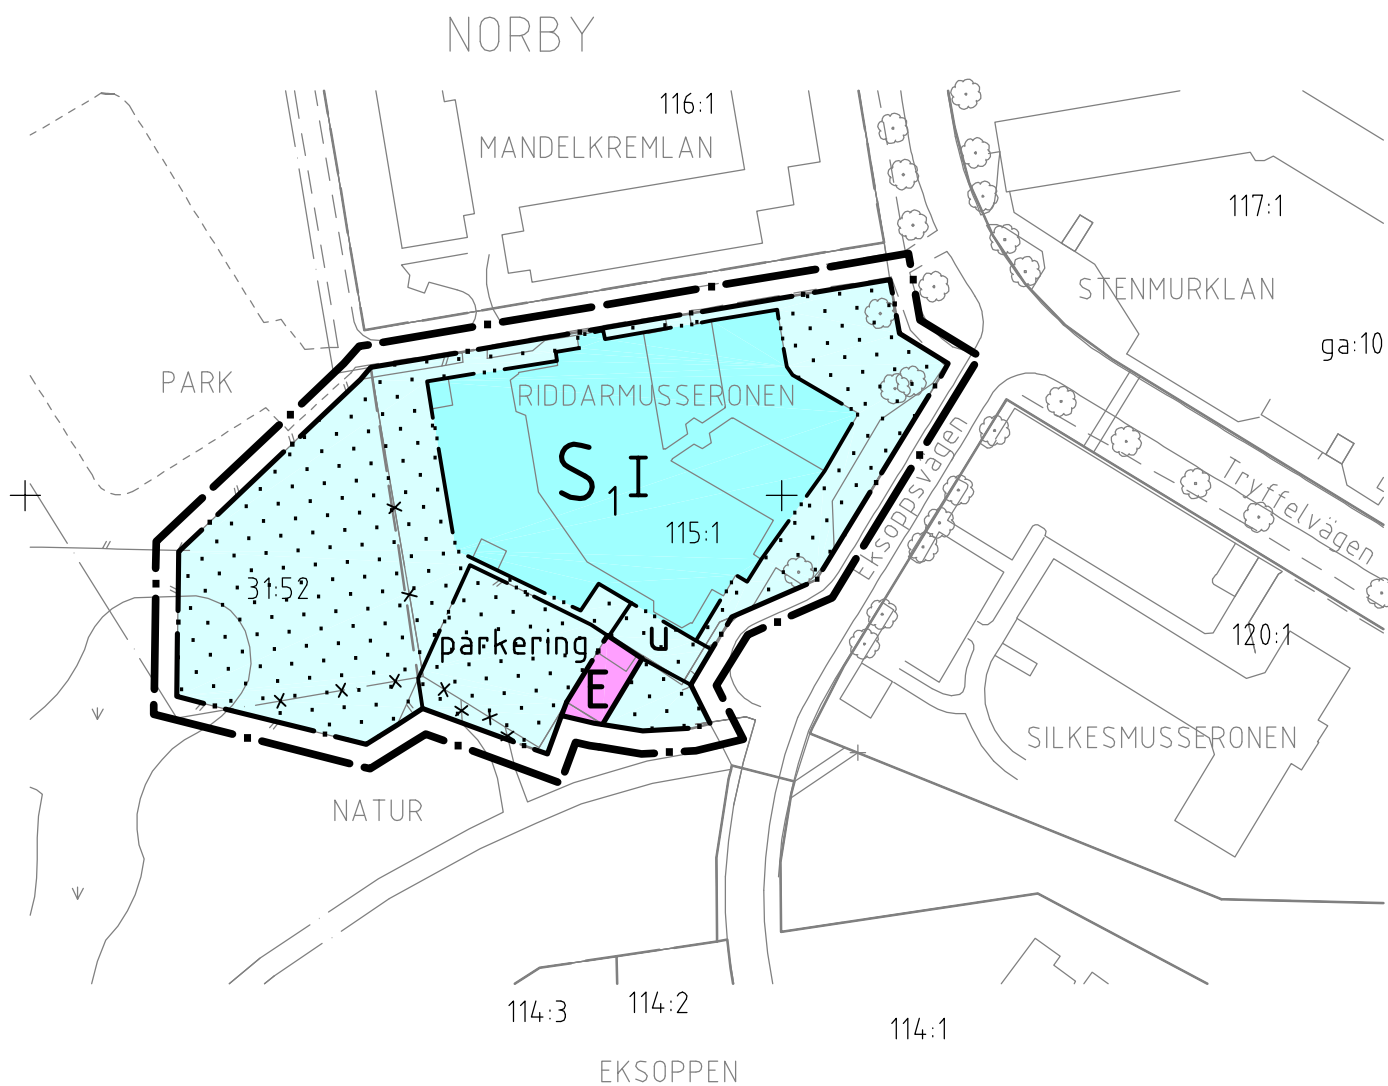 NORBY
116:1
MANDELKREMLAN
117:1
STENMURKLAN
ga:10
PARK
RIDDARMUSSERONEN
Eksoppsvägen
Tryffelvägen
S1 I
115:1
31:52
parkering
u
E
120:1
SILKESMUSSERONEN
NATUR
114:3
114:2
114:1
EKSOPPEN